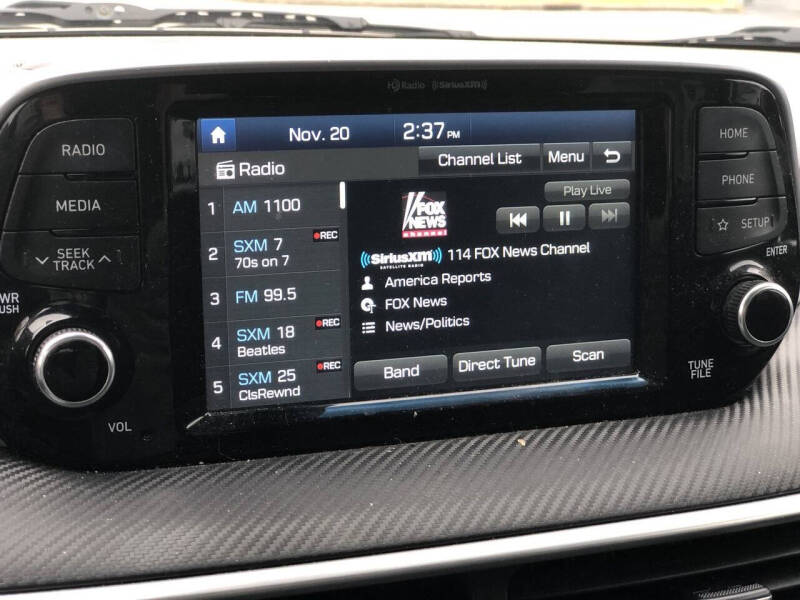 HD Radio ((SiriusXM))
Nov. 20 2:37 PM
Radio Channel List Menu
Play Live
1 AM 1100
2 SXM 7 REC
70s on 7
3 FM 99.5
4 SXM 18 REC
Beatles
5 SXM 25 REC
ClsRewnd
FOX
NEWS
channel
((SiriusXM)) 114 FOX News Channel
SATELLITE RADIO
America Reports
FOX News
News/Politics
Band Direct Tune Scan
RADIO
MEDIA
SEEK
TRACK
WR
USH
VOL
HOME
PHONE
SETUP
ENTER
TUNE
FILE